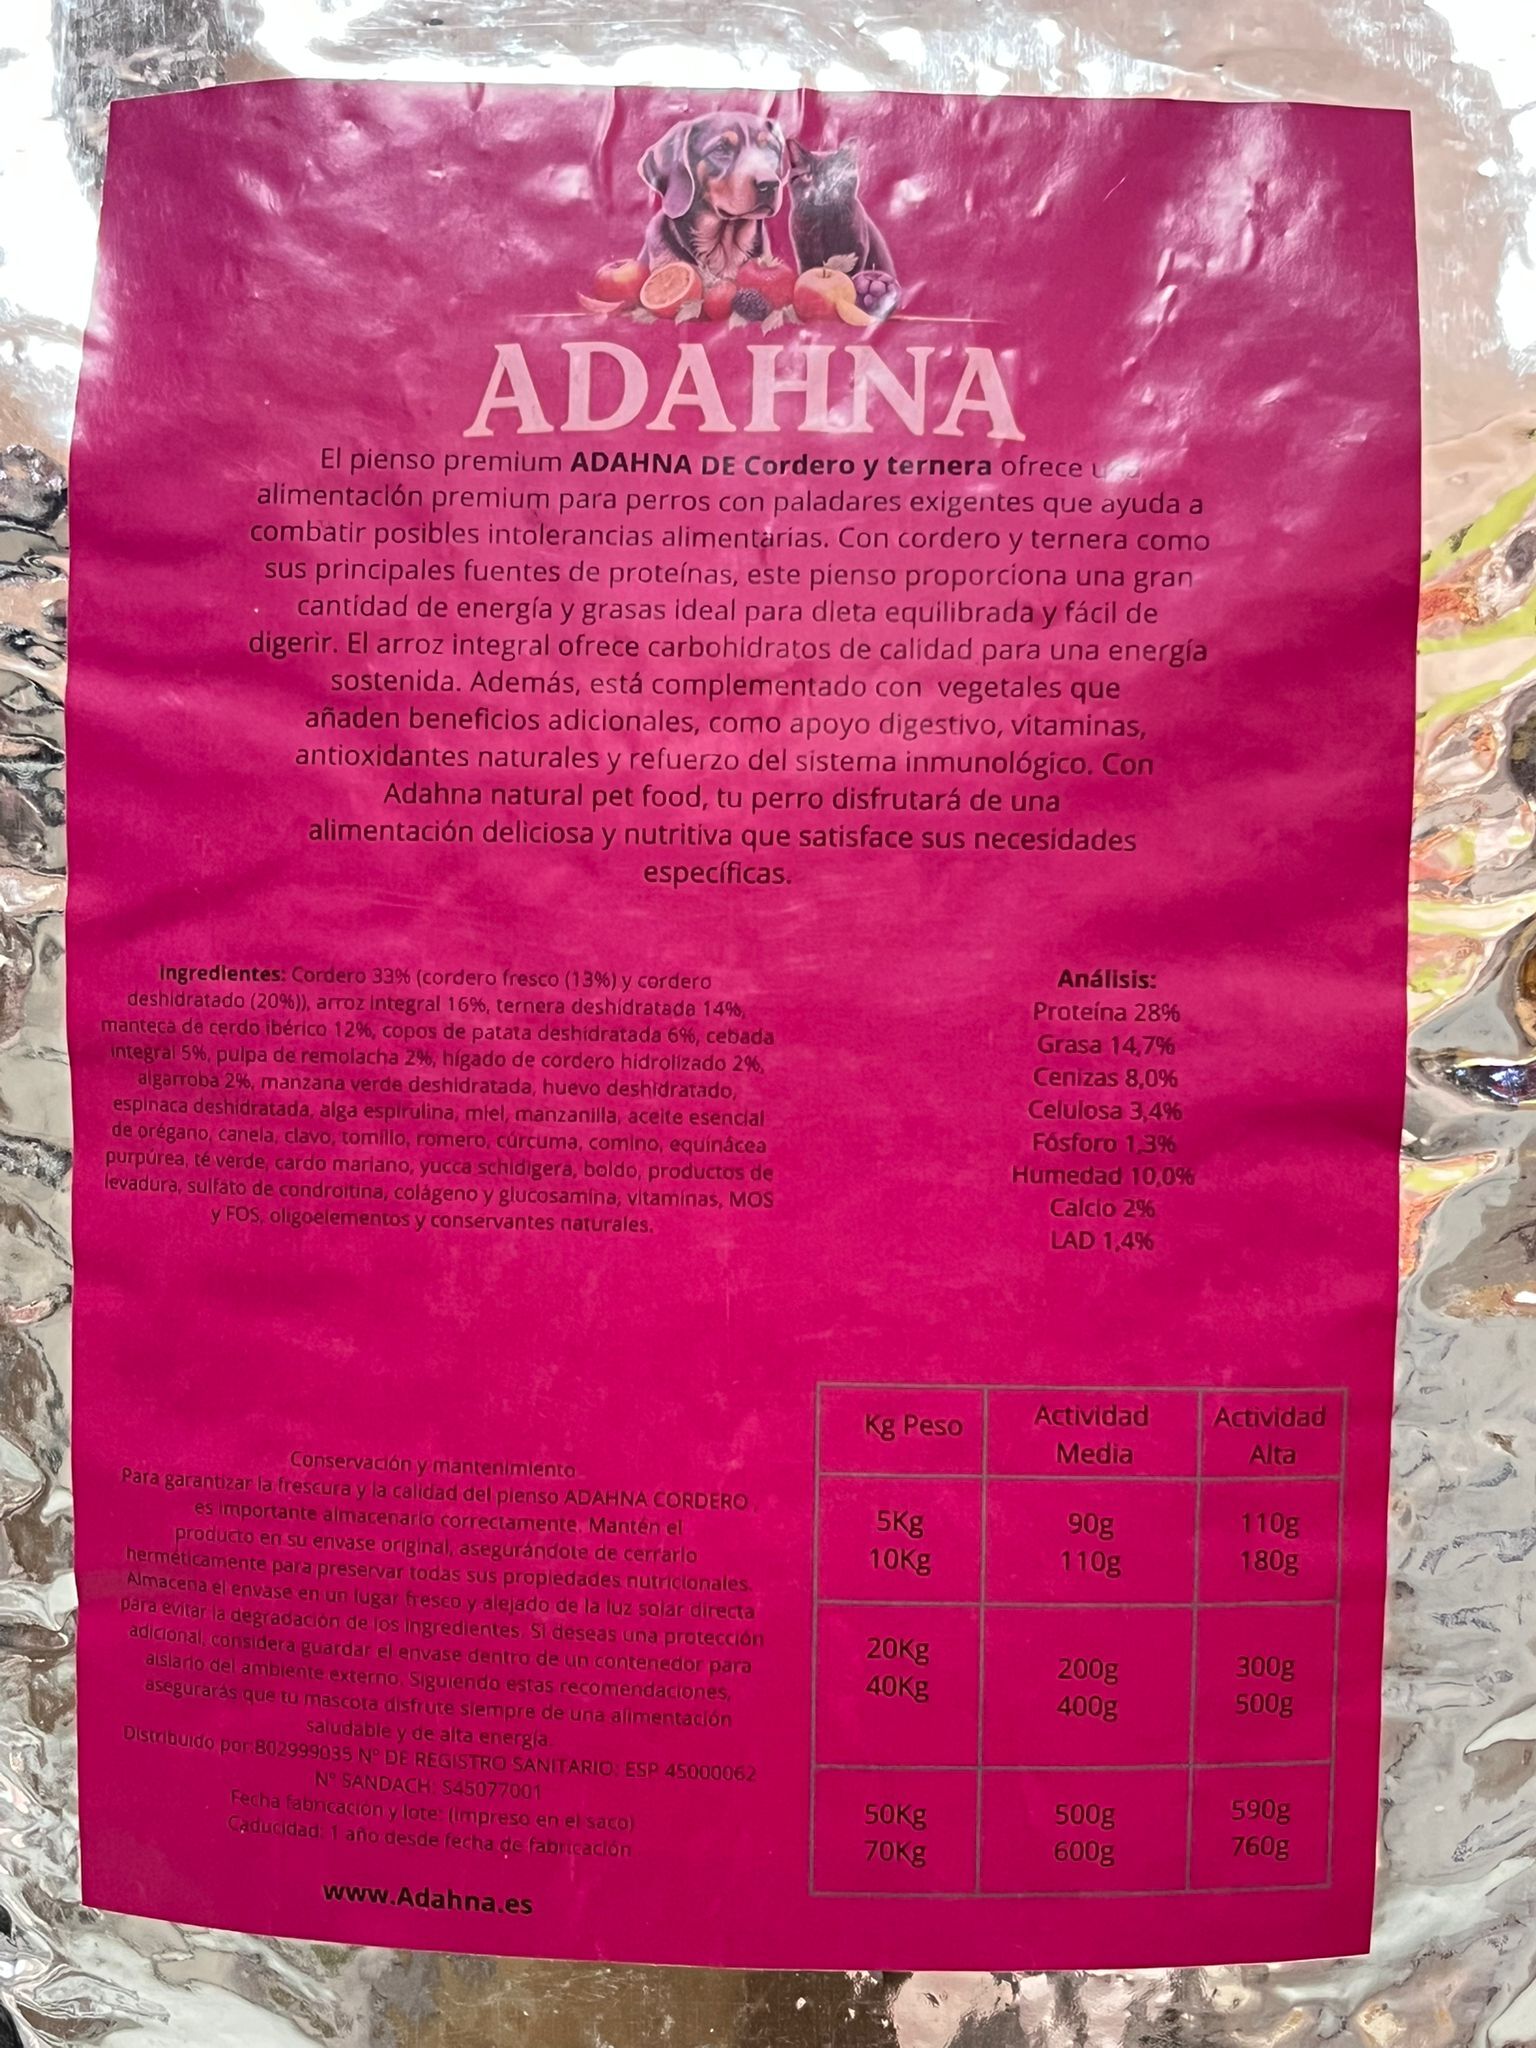 ADAHNA
El pienso premium ADAHNA DE Cordero y ternera ofrece
alimentación premium para perros con paladares exigentes que ayuda a
combatir posibles intolerancias alimentarias. Con cordero y ternera como
sus principales fuentes de proteínas, este pienso proporciona una gran
cantidad de energía y grasas ideal para dieta equilibrada y fácil de
digerir. El arroz integral ofrece carbohidratos de calidad para una energía
sostenida. Además, está complementado con vegetales que
añaden beneficios adicionales, como apoyo digestivo, vitaminas,
antioxidantes naturales y refuerzo del sistema inmunológico. Con
Adahna natural pet food, tu perro disfrutará de una
alimentación deliciosa y nutritiva que satisface sus necesidades
específicas.
Ingredientes: Cordero 33% (cordero fresco (13%) y cordero
deshidratado (20%)), arroz integral 16%, ternera deshidratada 14%,
manteca de cerdo ibérico 12%, copos de patata deshidratada 6%, cebada
integral 5%, pulpa de remolacha 2%, hígado de cordero hidrolizado 2%,
algarroba 2%, manzana verde deshidratada, huevo deshidratado,
espinaca deshidratada, alga espirulina, miel, manzanilla, aceite esencial
de orégano, canela, clavo, tomillo, romero, cúrcuma, comino, equinácea
purpúrea, té verde, cardo mariano, yucca schidigera, boldo, productos de
levadura, sulfato de condroitina, colágeno y glucosamina, vitaminas, MOS
y FOS, oligoelementos y conservantes naturales.
Análisis:
Proteína 28%
Grasa 14,7%
Cenizas 8,0%
Celulosa 3,4%
Fósforo 1,3%
Humedad 10,0%
Calcio 2%
LAD 1,4%
Conservación y mantenimiento
Para garantizar la frescura y la calidad del pienso ADAHNA CORDERO
es importante almacenarlo correctamente. Mantén el
producto en su envase original, asegurándote de cerrarlo
herméticamente para preservar todas sus propiedades nutricionales.
Almacena el envase en un lugar fresco y alejado de la luz solar directa
para evitar la degradación de los ingredientes. Si deseas una protección
adicional, considera guardar el envase dentro de un contenedor para
aislarlo del ambiente externo. Siguiendo estas recomendaciones,
asegurarás que tu mascota disfrute siempre de una alimentación
saludable y de alta energía.
Distribuido por:802999035 Nº DE REGISTRO SANITARIO: ESP 45000062
Nº SANDACH: S45077001
Fecha fabricación y lote: (impreso en el saco)
Caducidad: 1 año desde fecha de fabricación
www.Adahna.es
Kg Peso Actividad Media Actividad Alta
5Kg 90g 110g
10Kg 110g 180g
20Kg 200g 300g
40Kg 400g 500g
50Kg 500g 590g
70Kg 600g 760g